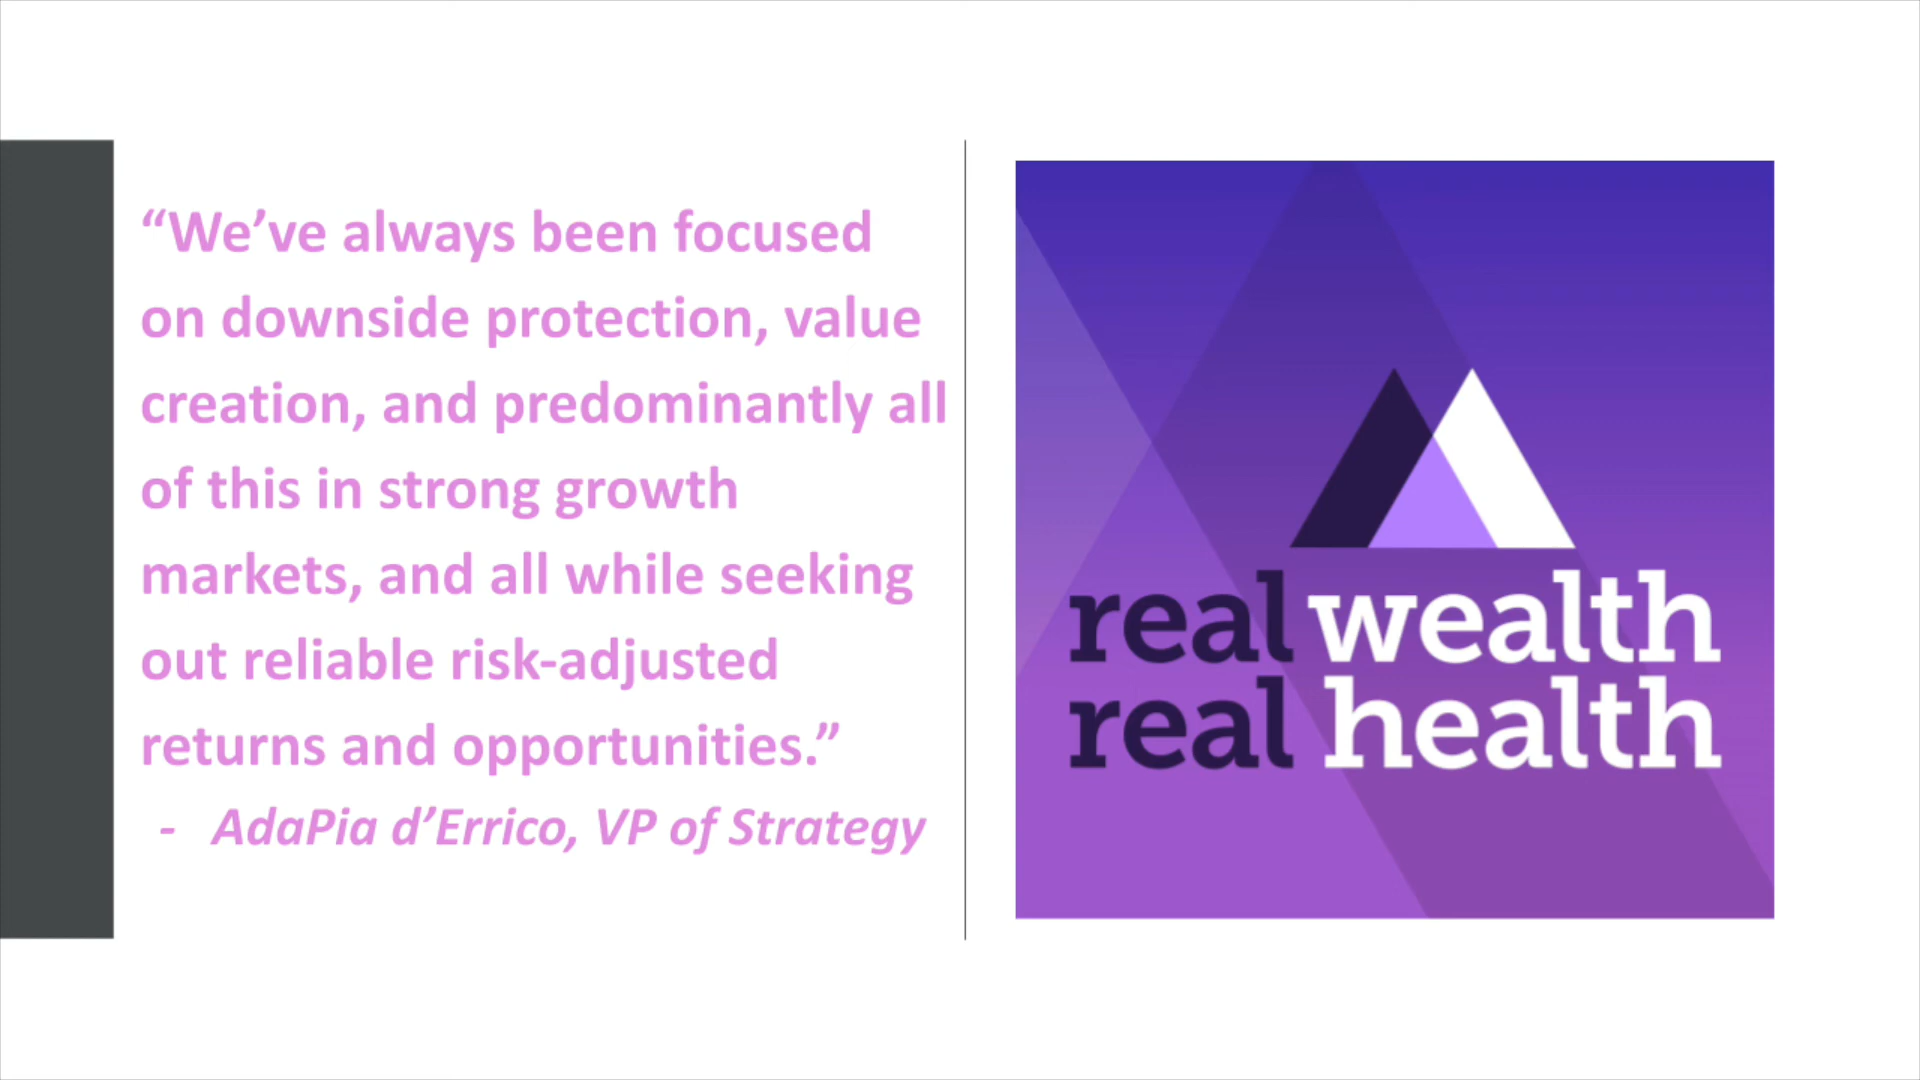 “We’ve always been focused
on downside protection, value
creation, and predominantly all
of this in strong growth
markets, and all while seeking
out reliable risk-adjusted
returns and opportunities.”
- AdaPia d’Errico, VP of Strategy
real wealth
real health